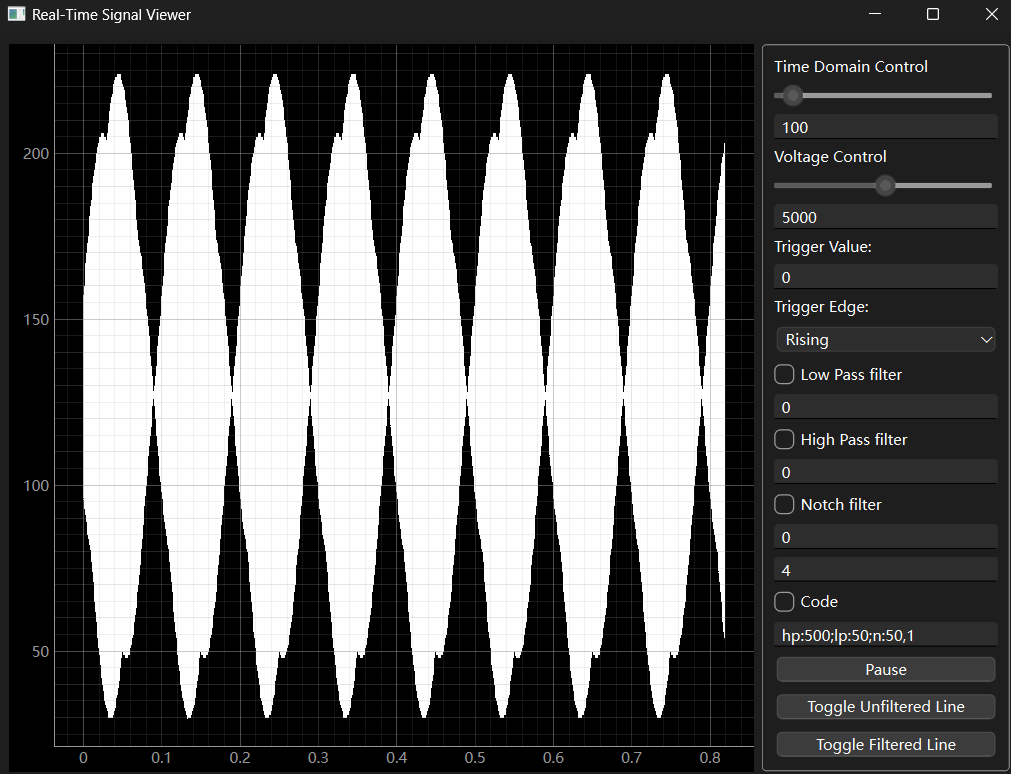 Real-Time Signal Viewer
200
150
100
50
0 0.1 0.2 0.3 0.4 0.5 0.6 0.7 0.8
Time Domain Control
100
Voltage Control
5000
Trigger Value:
0
Trigger Edge:
Rising
Low Pass filter
0
High Pass filter
0
Notch filter
0
4
Code
hp:500;lp:50;n:50,1
Pause
Toggle Unfiltered Line
Toggle Filtered Line